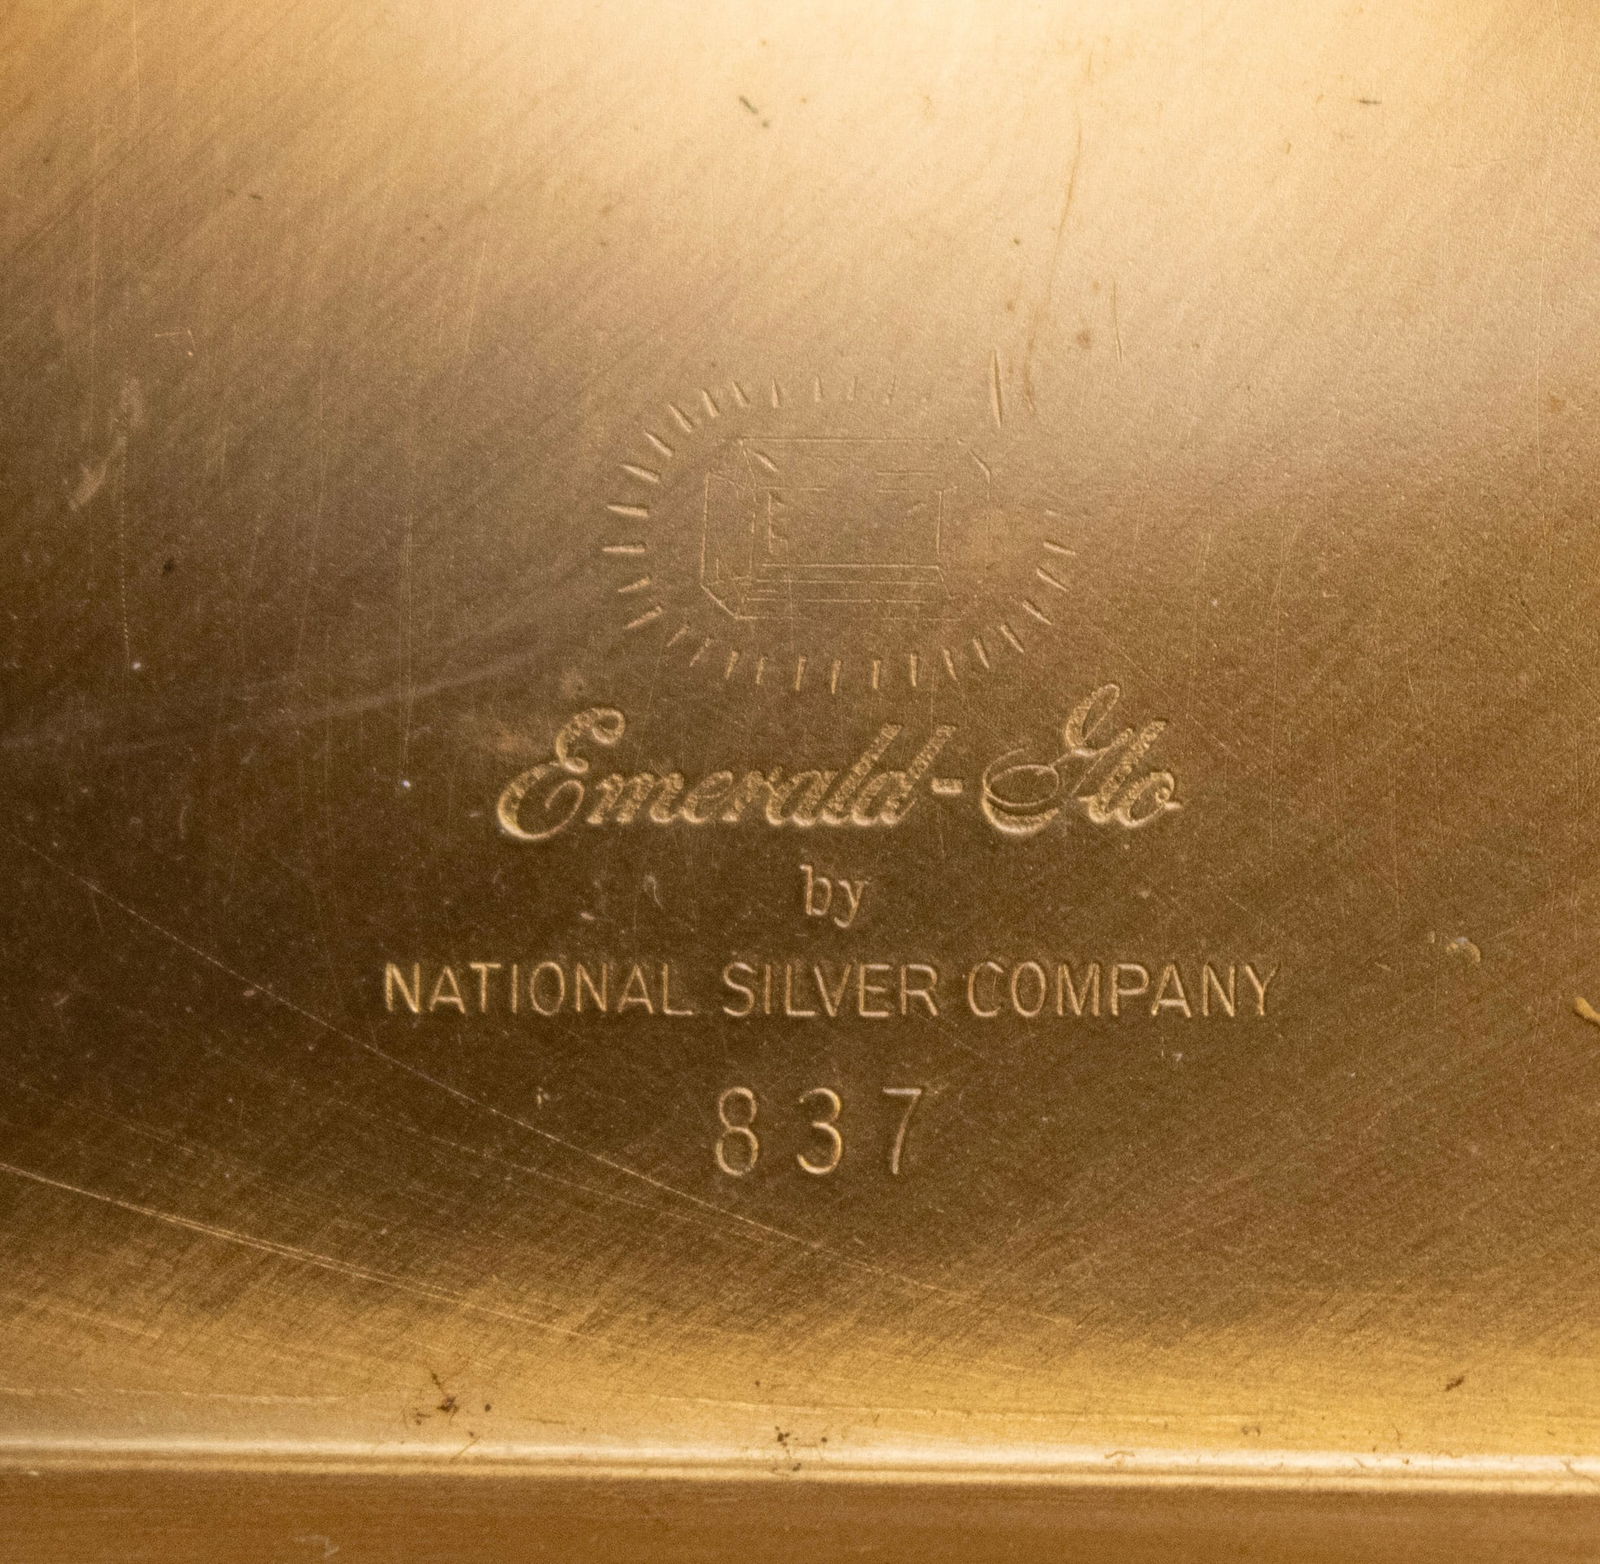 Emerald-Glo
by
NATIONAL SILVER COMPANY
837